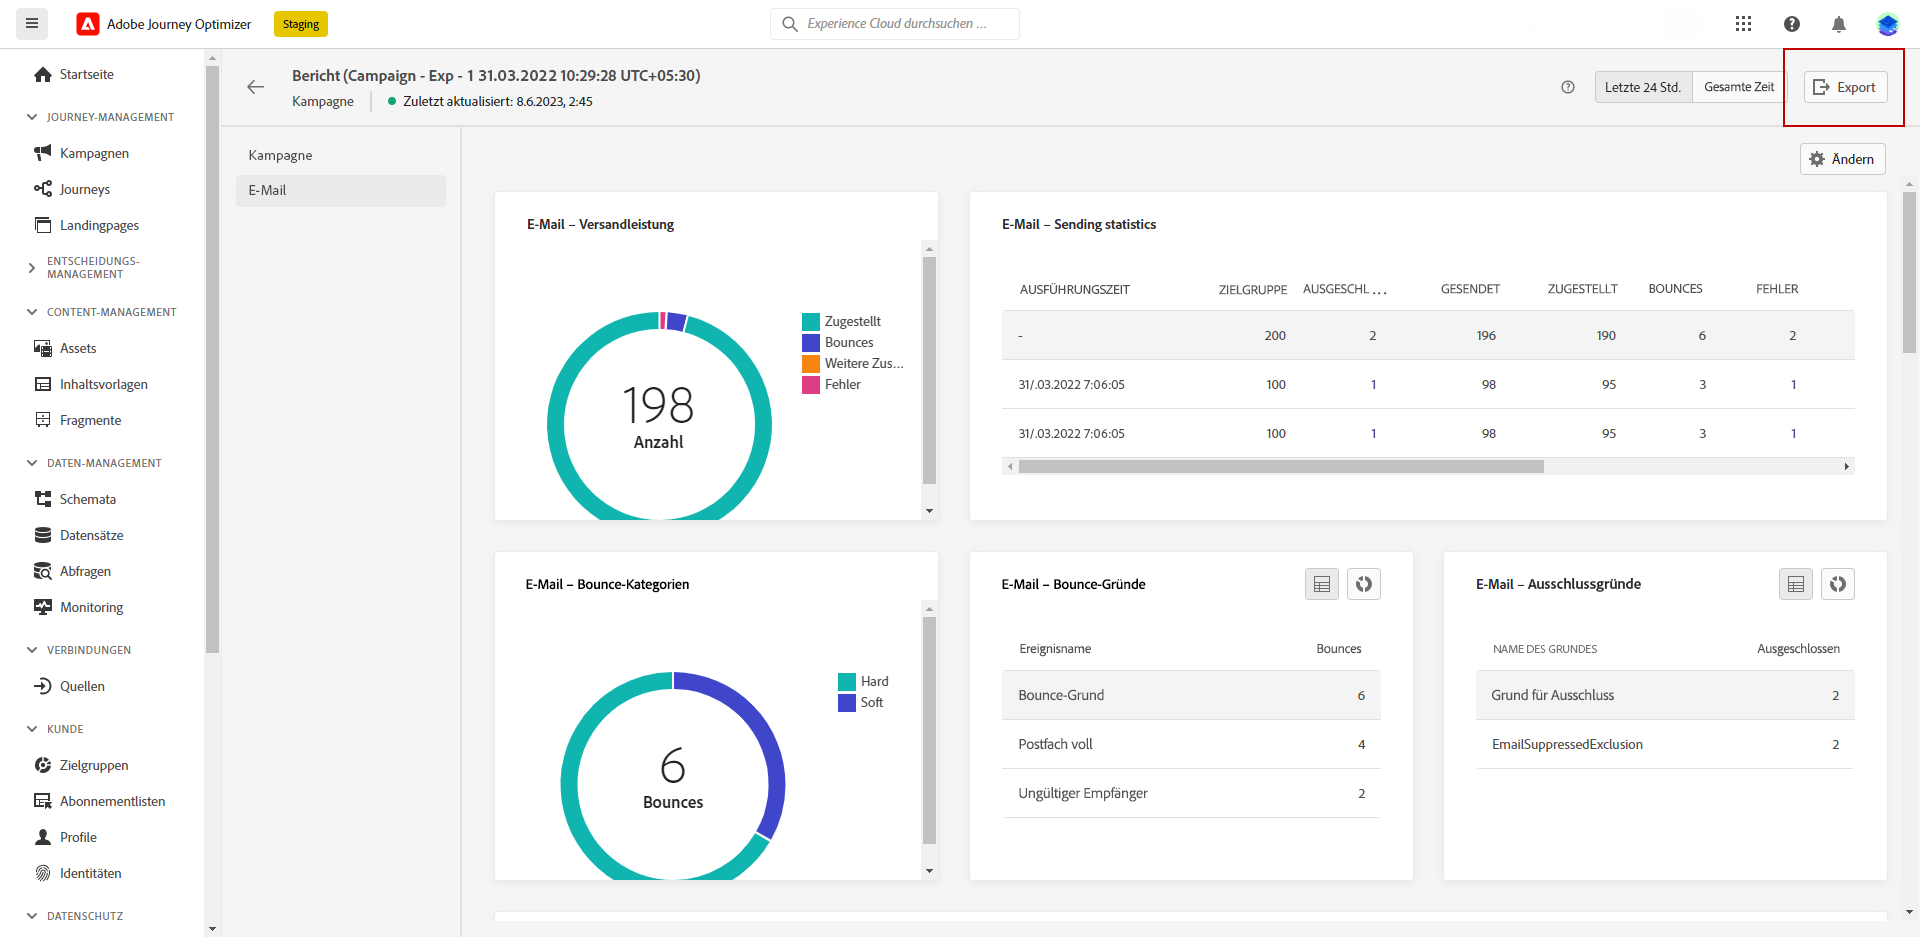 Adobe Journey Optimizer
Staging
Experience Cloud durchsuchen ...
Startseite
JOURNEY-MANAGEMENT
Kampagnen
Journeys
Landingpages
ENTSCHEIDUNGS-
MANAGEMENT
CONTENT-MANAGEMENT
Assets
Inhaltsvorlagen
Fragmente
DATEN-MANAGEMENT
Schemata
Datensätze
Abfragen
Monitoring
VERBINDUNGEN
Quellen
KUNDE
Zielgruppen
Abonnementlisten
Profile
Identitäten
DATENSCHUTZ
Bericht (Campaign - Exp - 1 31.03.2022 10:29:28 UTC+05:30)
Kampagne
Zuletzt aktualisiert: 8.6.2023, 2:45
Letzte 24 Std.
Gesamte Zeit
Export
Kampagne
E-Mail
Ändern
E-Mail – Versandleistung
198
Anzahl
Zugestellt
Bounces
Weitere Zus...
Fehler
E-Mail – Sending statistics
AUSFÜHRUNGSZEIT ZIELGRUPPE AUSGESCHL ... GESENDET ZUGESTELLT BOUNCES FEHLER
- 200 2 196 190 6 2
31/.03.2022 7:06:05 100 1 98 95 3 1
31/.03.2022 7:06:05 100 1 98 95 3 1
E-Mail – Bounce-Kategorien
6
Bounces
Hard
Soft
E-Mail – Bounce-Gründe
Ereignisname Bounces
Bounce-Grund 6
Postfach voll 4
Ungültiger Empfänger 2
E-Mail – Ausschlussgründe
NAME DES GRUNDES Ausgeschlossen
Grund für Ausschluss 2
EmailSuppressedExclusion 2